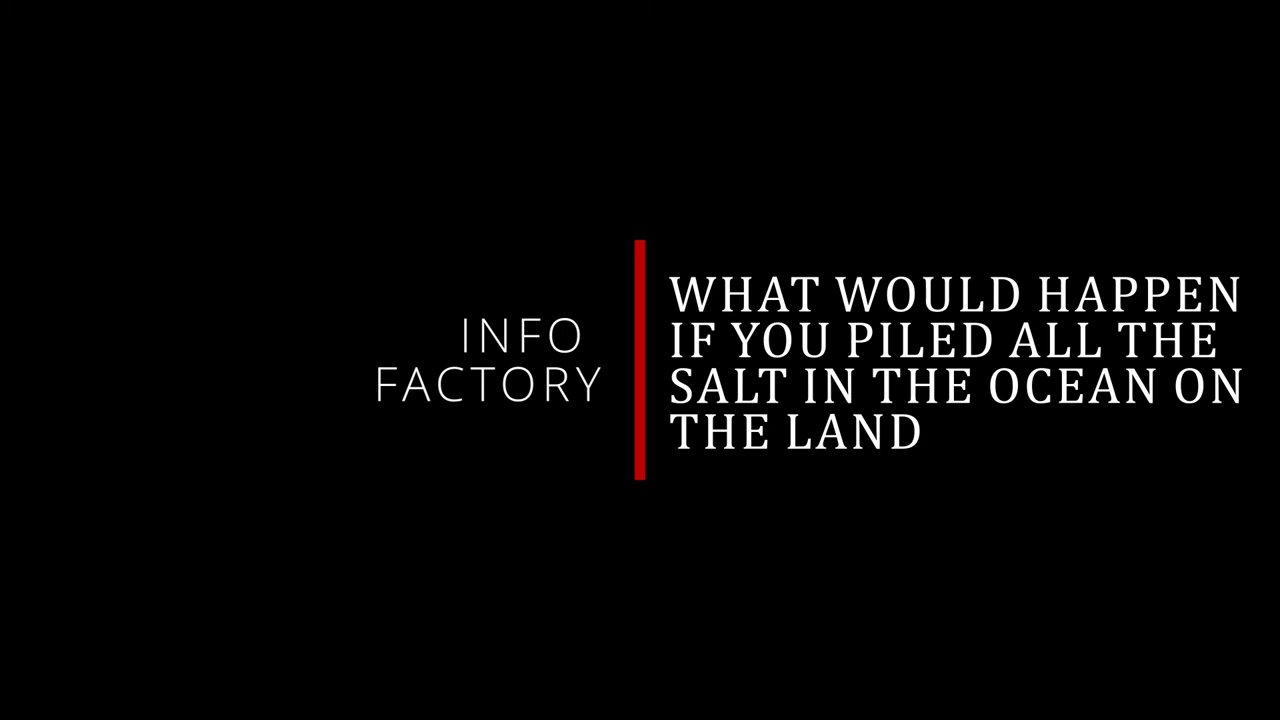 INFO
FACTORY
WHAT WOULD HAPPEN
IF YOU PILED ALL THE
SALT IN THE OCEAN ON
THE LAND